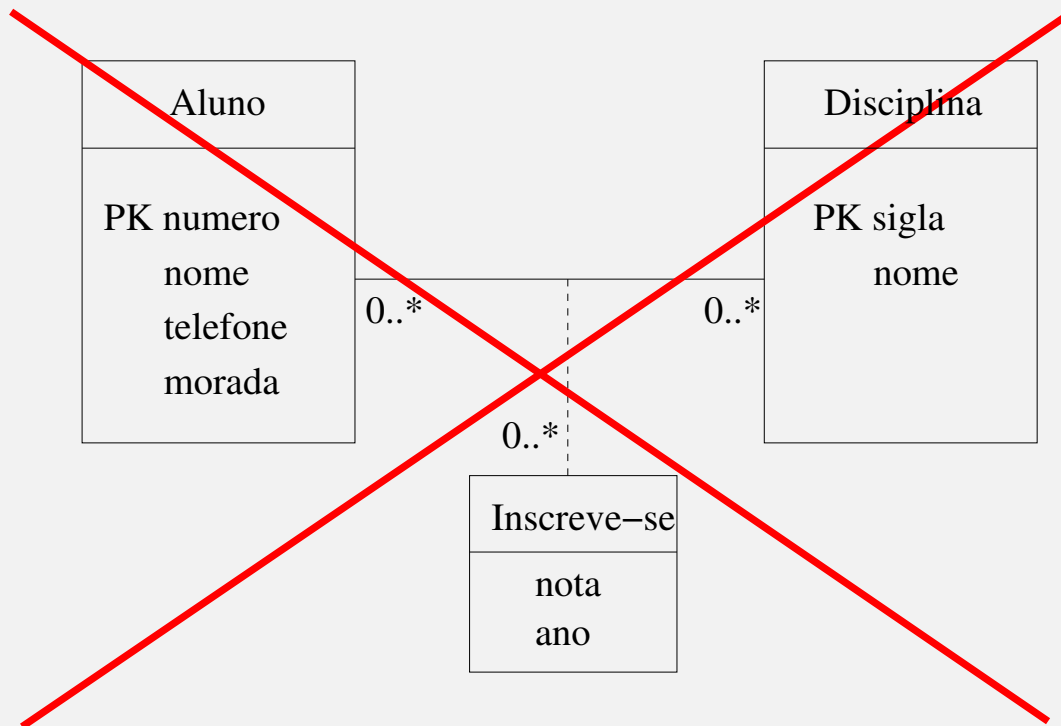 Aluno
PK numero
nome
telefone
morada
0..*
0..*
Disciplina
PK sigla
nome
0..*
Inscreve−se
nota
ano